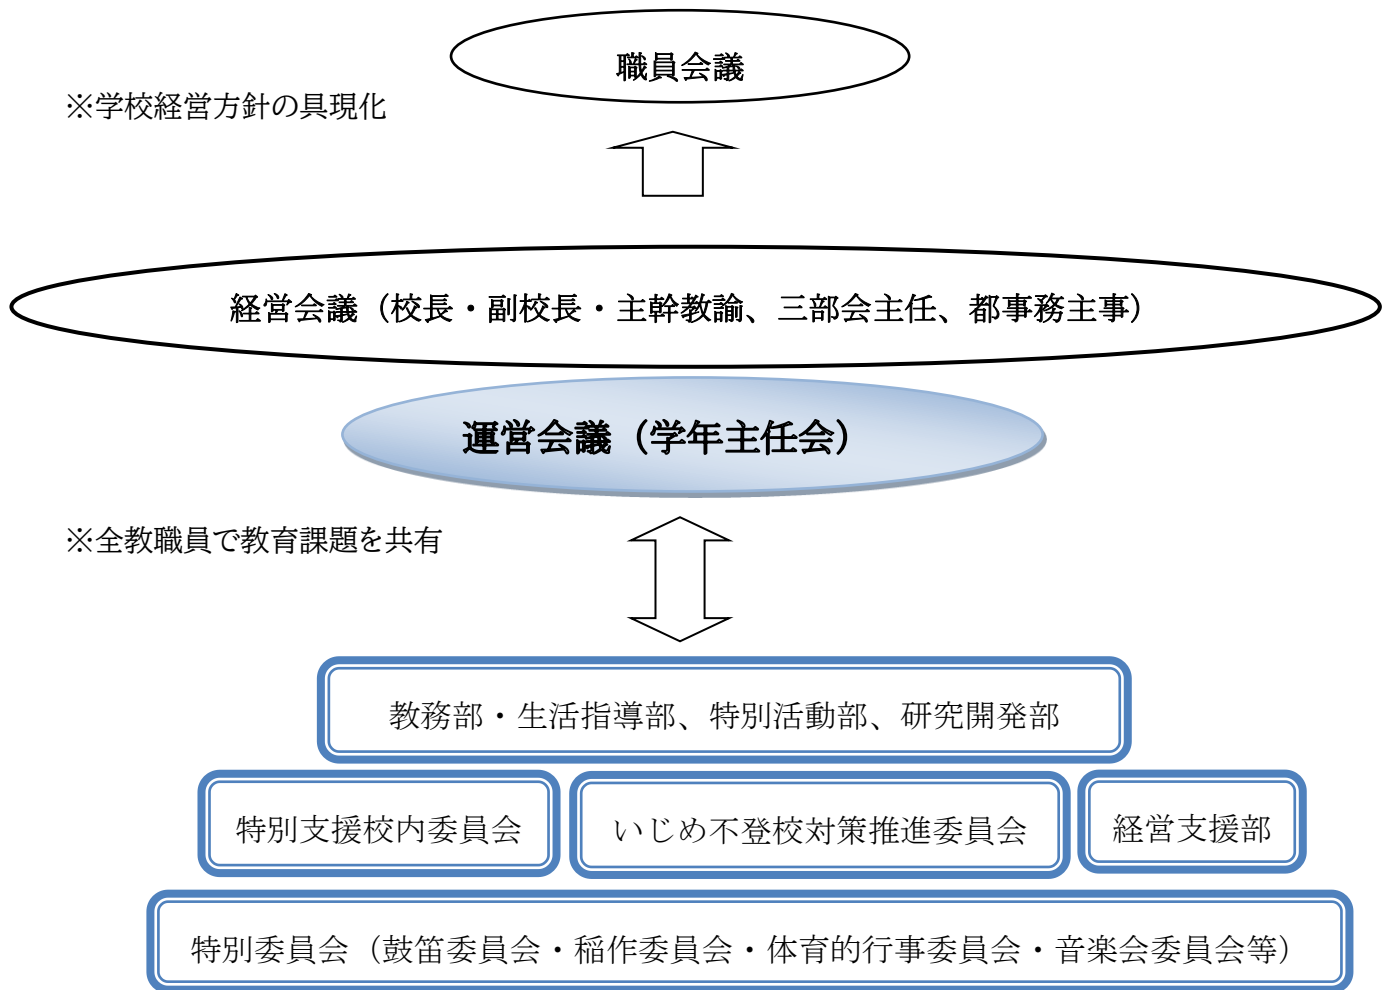 職員会議
※学校経営方針の具現化
経営会議（校長・副校長・主幹教諭、三部会主任、都事務主事）
運営会議（学年主任会）
※全教職員で教育課題を共有
教務部・生活指導部、特別活動部、研究開発部
特別支援校内委員会
いじめ不登校対策推進委員会
経営支援部
特別委員会（鼓笛委員会・稲作委員会・体育的行事委員会・音楽会委員会等）